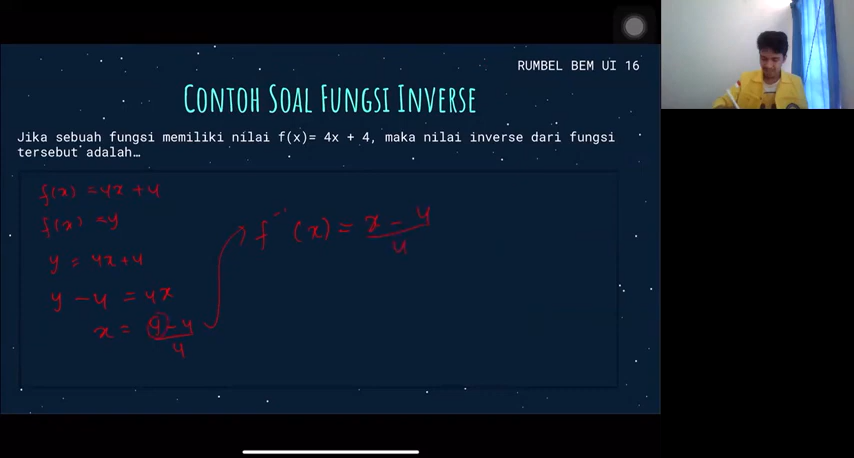 RUMBEL BEM UI 16
CONTOH SOAL FUNGSI INVERSE
Jika sebuah fungsi memiliki nilai f(x)= 4x + 4, maka nilai inverse dari fungsi
tersebut adalah…
f(x) = 4x + 4
f(x) = y
y = 4x + 4
y - 4 = 4x
x = y - 4 / 4
f⁻¹(x) = x - 4 / 4